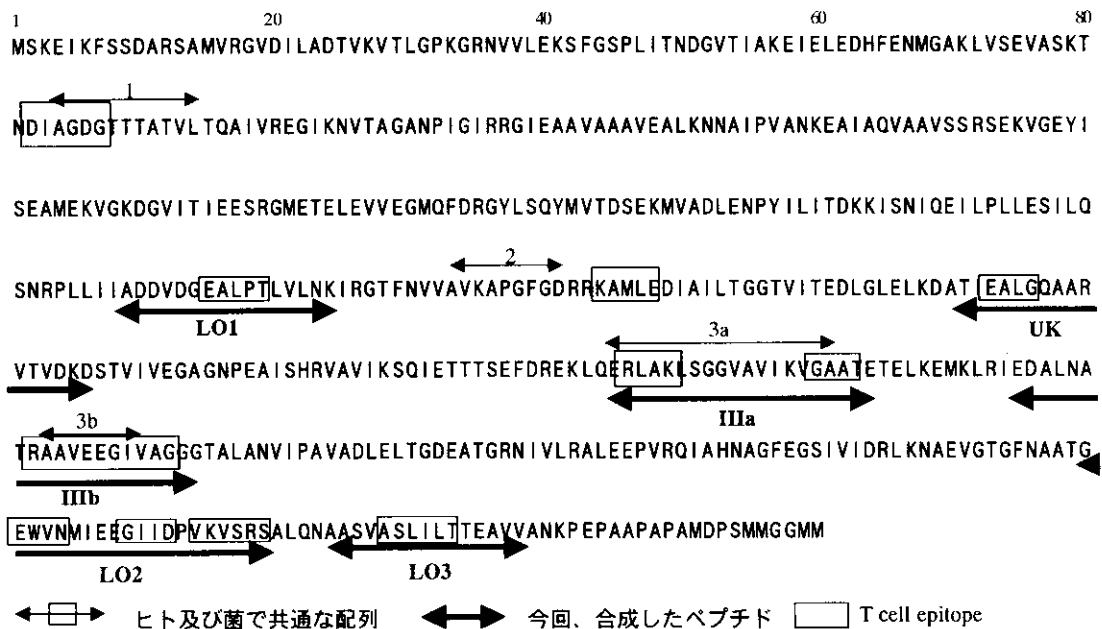 1 20 40 60 80
MSKEIKFSSDARSAMVRGVDILADTVKVTLGPKGRNVVLEKSFGSPLITNDGVTIAKEIELEDHFENMGAKLVSEVASKT
1
NDIAGDGTTTATVLTQAIVREGIKNVTAGANPIGIRRGIEAAVAAAVEALKNNAIPVANKEAIAQVAAVSSRSEKVGEYI
SEAMEKVGKDGVITIEESRGMETELEVVEGMQFDRGYLSQYMVTDSEKMVADLENPYILITDKKISNIQEILPLLESILQ
2
SNRPLLIIADDVDGEALPTLVLNKIRGTFNVVAVKAPGFGDRRKAMLEDIAILTGGTVITEDLGLELKDATIEALGQAAR
LO1 UK
3a
VTVDKDSTVIVEGAGNPEAISHRVAVIKSQIETTTSEFDREKLQERLAKLSGGVAVIKVGAATETELKEMKLRIEDALNA
IIIa
3b
TRAAVEEGIVAGGGTALANVIPAVADLELTGDEATGRNIVLRALEEPVRQIAHNAGFEGSIVIDRLKNAEVGTGFNAATG
IIIb
EWVNMIEEGIIDPVKVSRSALQNAASVASLILTTEAVVANKPEPAAPAPAMDPSMMGGMM
LO2 LO3
ヒト及び菌で共通な配列 今回、合成したペプチド T cell epitope